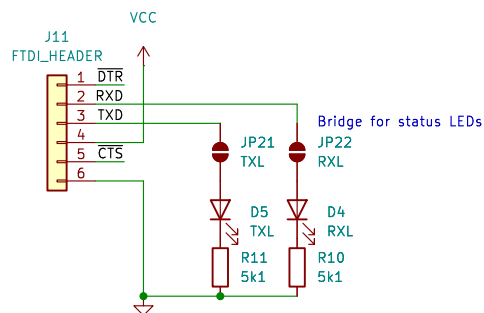 VCC
J11
FTDI_HEADER
1 DTR
2 RXD
3 TXD
4
5 CTS
6
Bridge for status LEDs
JP21
TXL
JP22
RXL
D5
TXL
D4
RXL
R11
5k1
R10
5k1